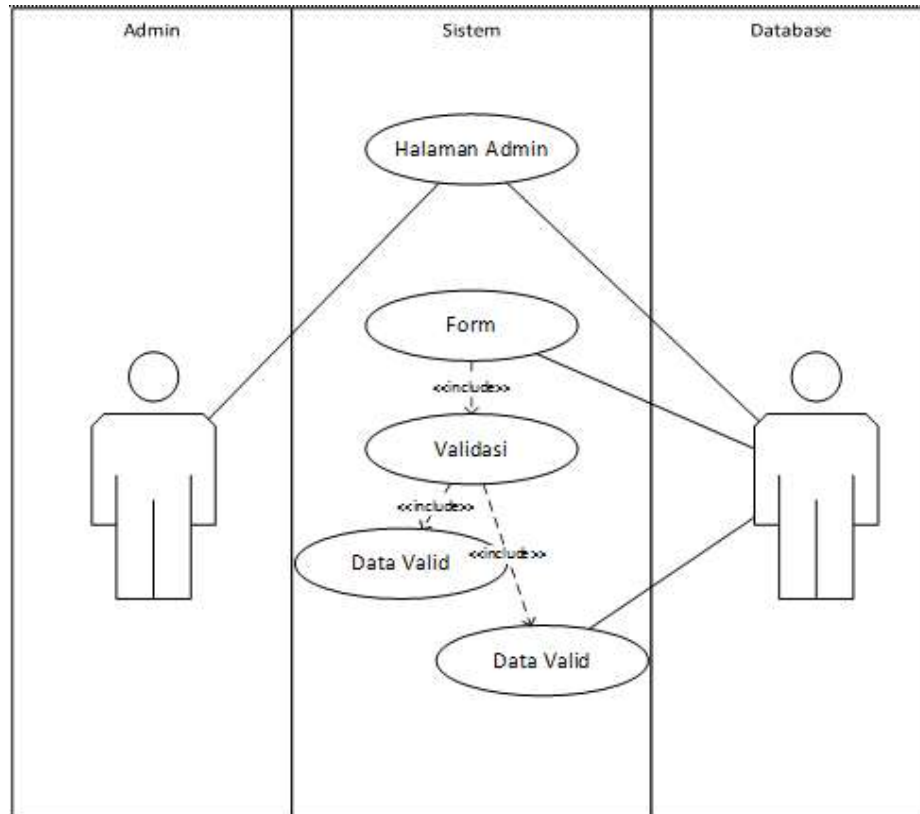 Admin
Sistem
Database
Halaman Admin
Form
<<include>>
Validasi
<<include>>
Data Valid
<<include>>
Data Valid